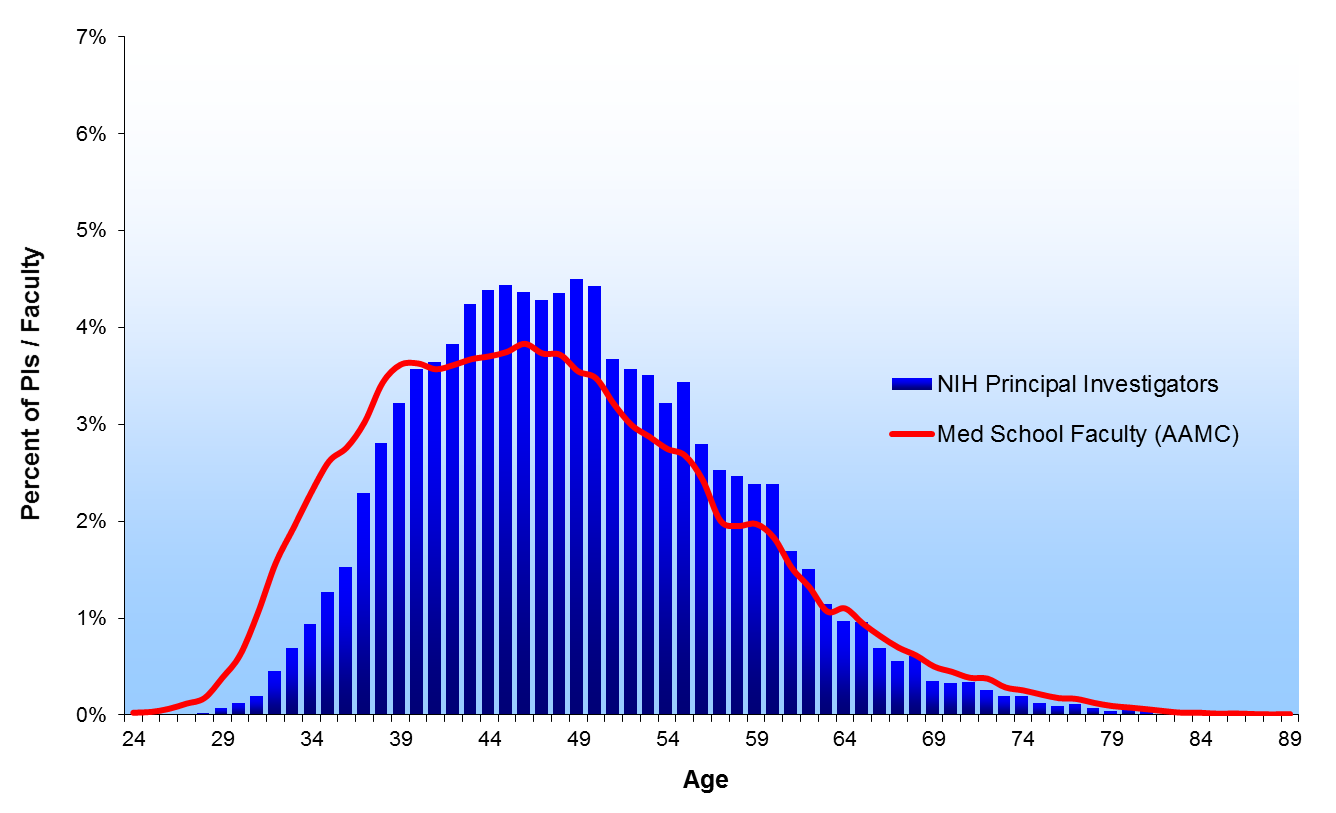 7%
6%
5%
4%
3%
2%
1%
0%
Percent of PIs / Faculty
NIH Principal Investigators
Med School Faculty (AAMC)
24 29 34 39 44 49 54 59 64 69 74 79 84 89
Age